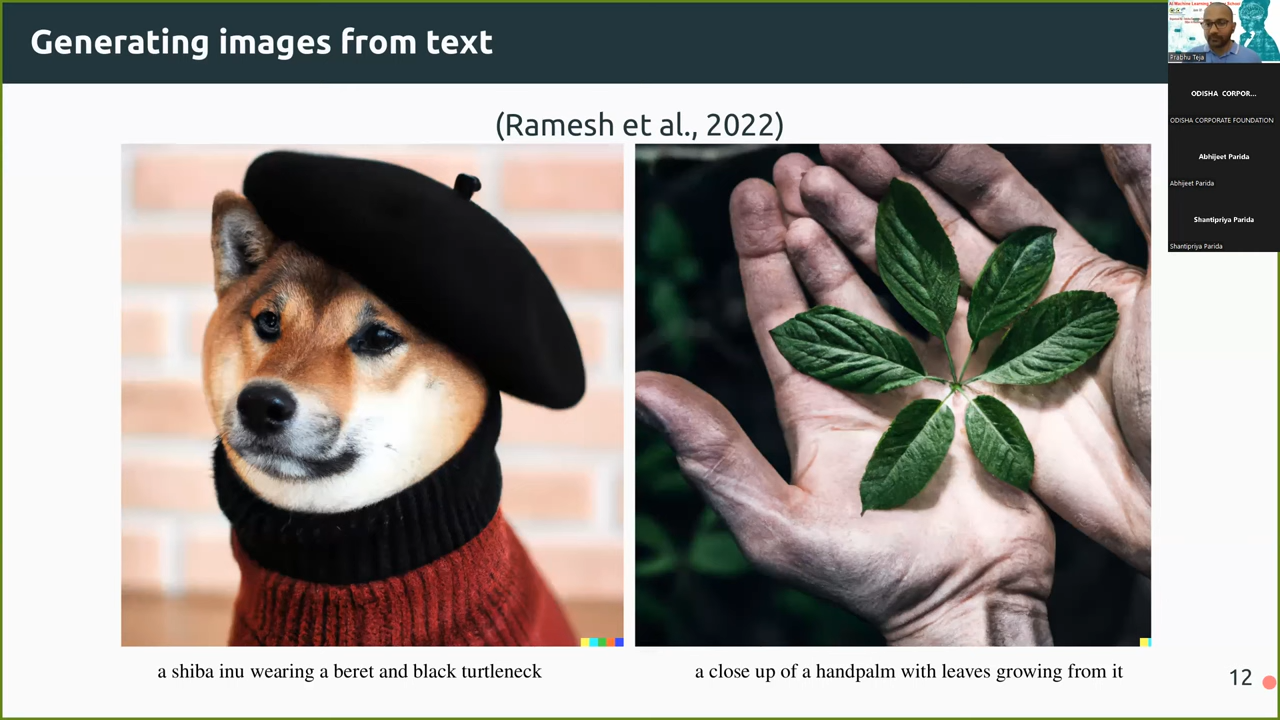 Generating images from text
(Ramesh et al., 2022)
a shiba inu wearing a beret and black turtleneck
a close up of a handpalm with leaves growing from it
12
Prabhu Teja
ODISHA CORPOR...
ODISHA CORPORATE FOUNDATION
Abhijeet Parida
Abhijeet Parida
Shantipriya Parida
Shantipriya Parida